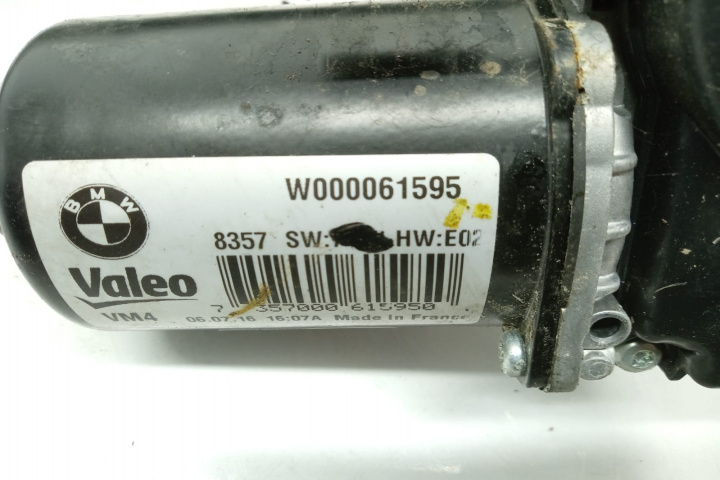 BMW
W000061595
8357 SW: HW:E02
Valeo
357000 615950
VM4 06.07.16 16:07A Made in France